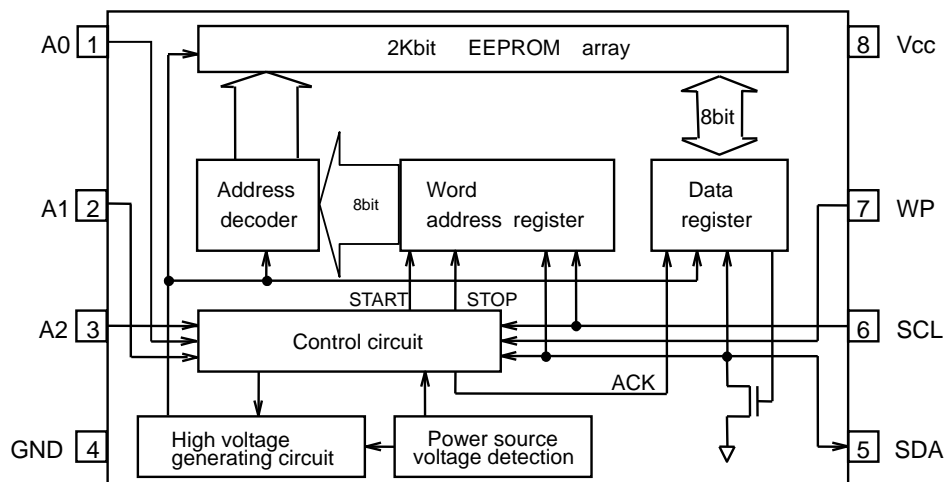 A0 1
2Kbit EEPROM array
8 Vcc
8bit
A1 2
Address
decoder
8bit
Word
address register
Data
register
7 WP
START STOP
A2 3
Control circuit
6 SCL
ACK
GND 4
High voltage
generating circuit
Power source
voltage detection
5 SDA